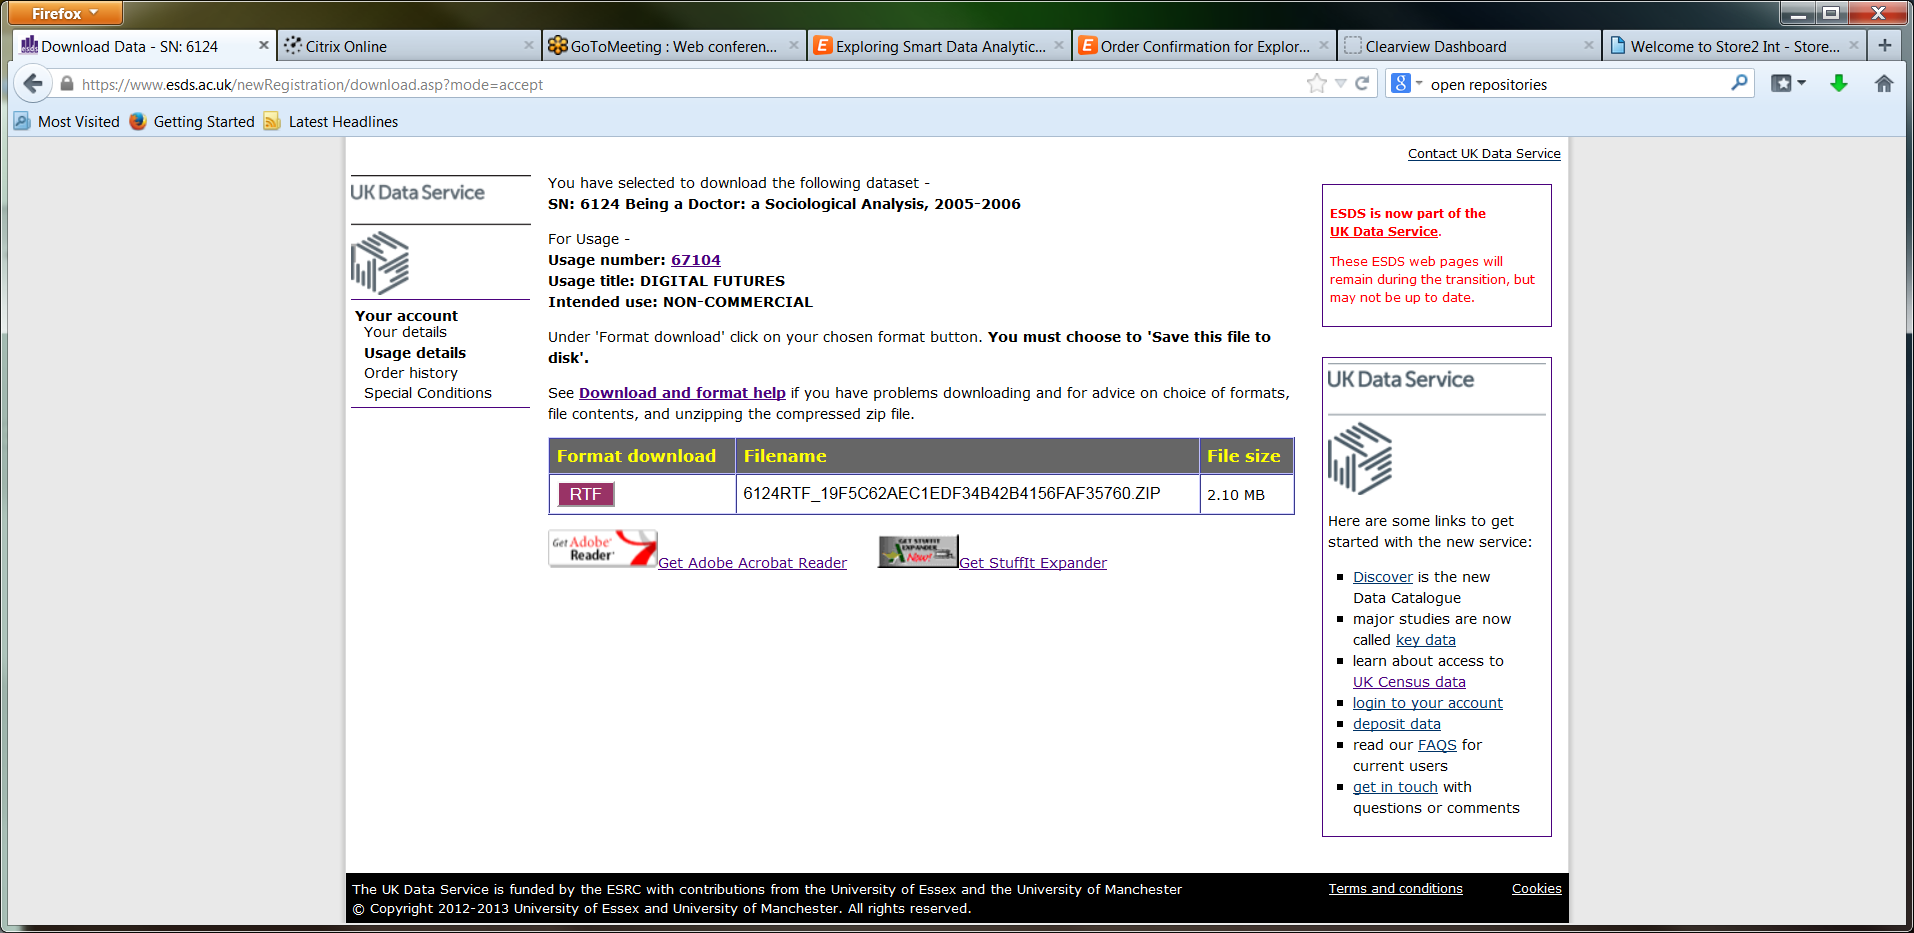 Firefox
Download Data - SN: 6124
Citrix Online
GoToMeeting : Web conferen...
Exploring Smart Data Analytic...
Order Confirmation for Explor...
Clearview Dashboard
Welcome to Store2 Int - Store...
https://www.esds.ac.uk/newRegistration/download.asp?mode=accept
open repositories
Most Visited
Getting Started
Latest Headlines
Contact UK Data Service
UK Data Service
Your account
Your details
Usage details
Order history
Special Conditions
You have selected to download the following dataset -
SN: 6124 Being a Doctor: a Sociological Analysis, 2005-2006
For Usage -
Usage number: 67104
Usage title: DIGITAL FUTURES
Intended use: NON-COMMERCIAL
Under 'Format download' click on your chosen format button. You must choose to 'Save this file to
disk'.
See Download and format help if you have problems downloading and for advice on choice of formats,
file contents, and unzipping the compressed zip file.
Format download Filename File size
RTF 6124RTF_19F5C62AEC1EDF34B42B4156FAF35760.ZIP 2.10 MB
Get Adobe
Reader
Get Adobe Acrobat Reader
GET STUFFIT
EXPANDER
Now!
Get StuffIt Expander
ESDS is now part of the
UK Data Service.
These ESDS web pages will
remain during the transition, but
may not be up to date.
UK Data Service
Here are some links to get
started with the new service:
Discover is the new
Data Catalogue
major studies are now
called key data
learn about access to
UK Census data
login to your account
deposit data
read our FAQS for
current users
get in touch with
questions or comments
The UK Data Service is funded by the ESRC with contributions from the University of Essex and the University of Manchester
© Copyright 2012-2013 University of Essex and University of Manchester. All rights reserved.
Terms and conditions
Cookies